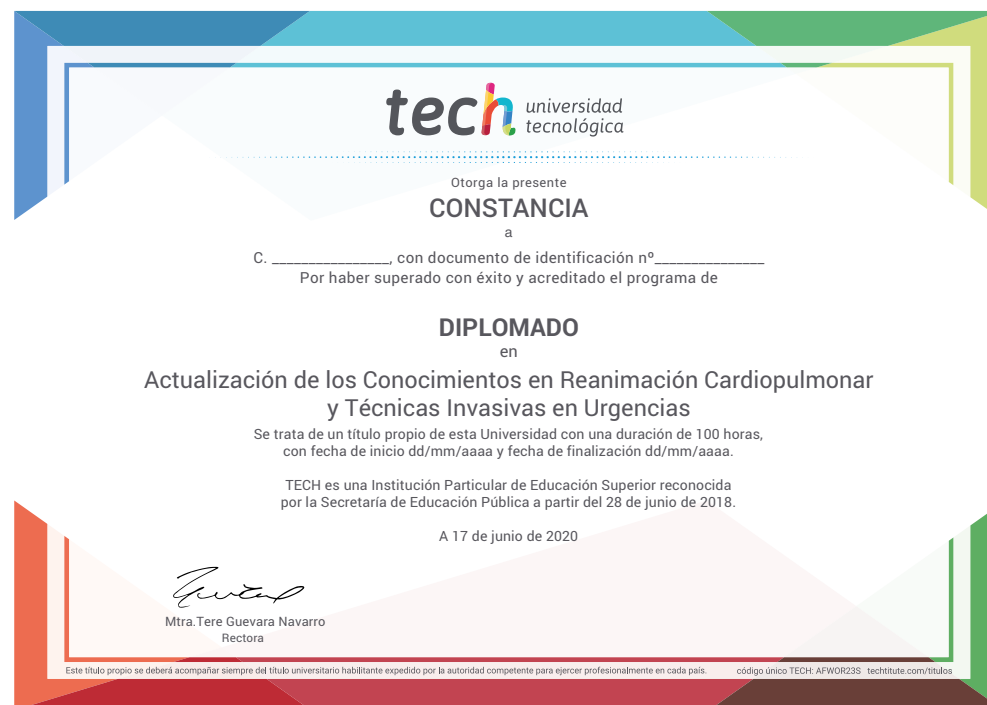 tech universidad
tecnológica
Otorga la presente
CONSTANCIA
a
C. ________________, con documento de identificación nº_______________
Por haber superado con éxito y acreditado el programa de
DIPLOMADO
en
Actualización de los Conocimientos en Reanimación Cardiopulmonar
y Técnicas Invasivas en Urgencias
Se trata de un título propio de esta Universidad con una duración de 100 horas,
con fecha de inicio dd/mm/aaaa y fecha de finalización dd/mm/aaaa.
TECH es una Institución Particular de Educación Superior reconocida
por la Secretaría de Educación Pública a partir del 28 de junio de 2018.
A 17 de junio de 2020
Mtra.Tere Guevara Navarro
Rectora
Este título propio se deberá acompañar siempre del título universitario habilitante expedido por la autoridad competente para ejercer profesionalmente en cada país. código único TECH: AFWOR23S techtitute.com/titulos